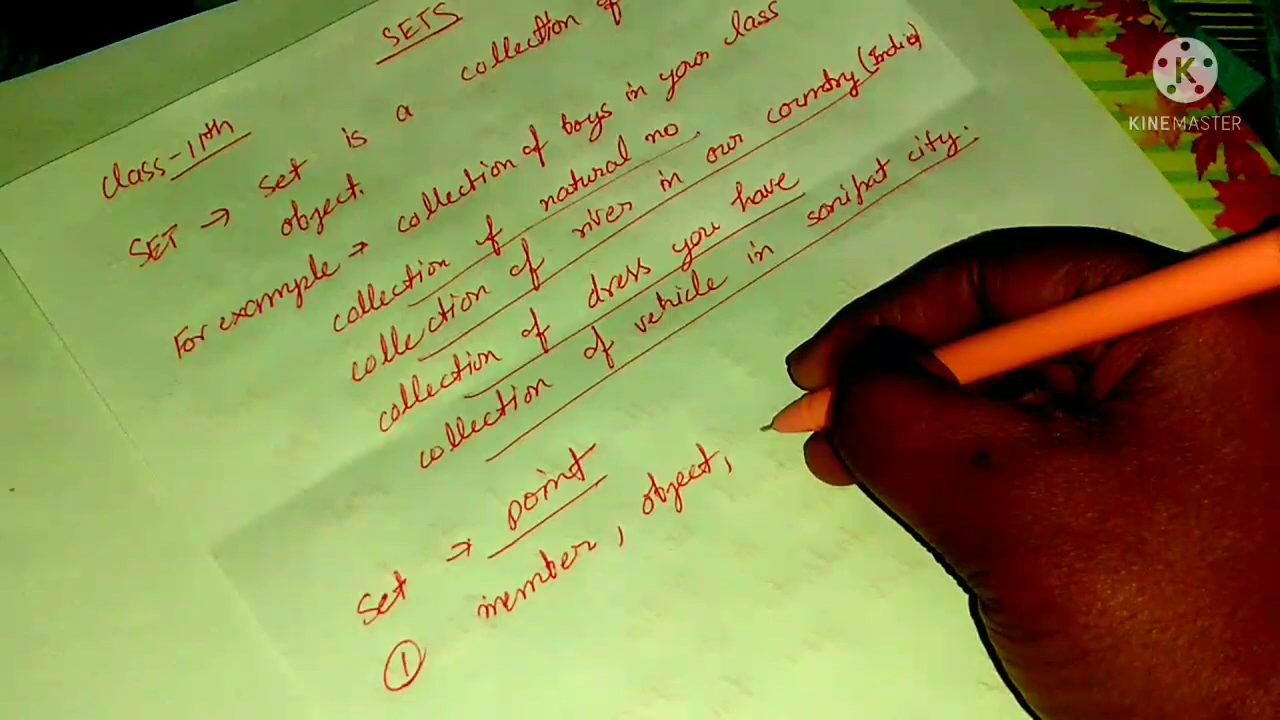 SETS
class-11th
SET → set is a collection of
object.
For example → collection of boys in your class
collection of natural no.
collection of river in our country (India)
collection of dress you have
collection of vehicle in sonipat city.
Set → point
① member, object,
KINEMASTER